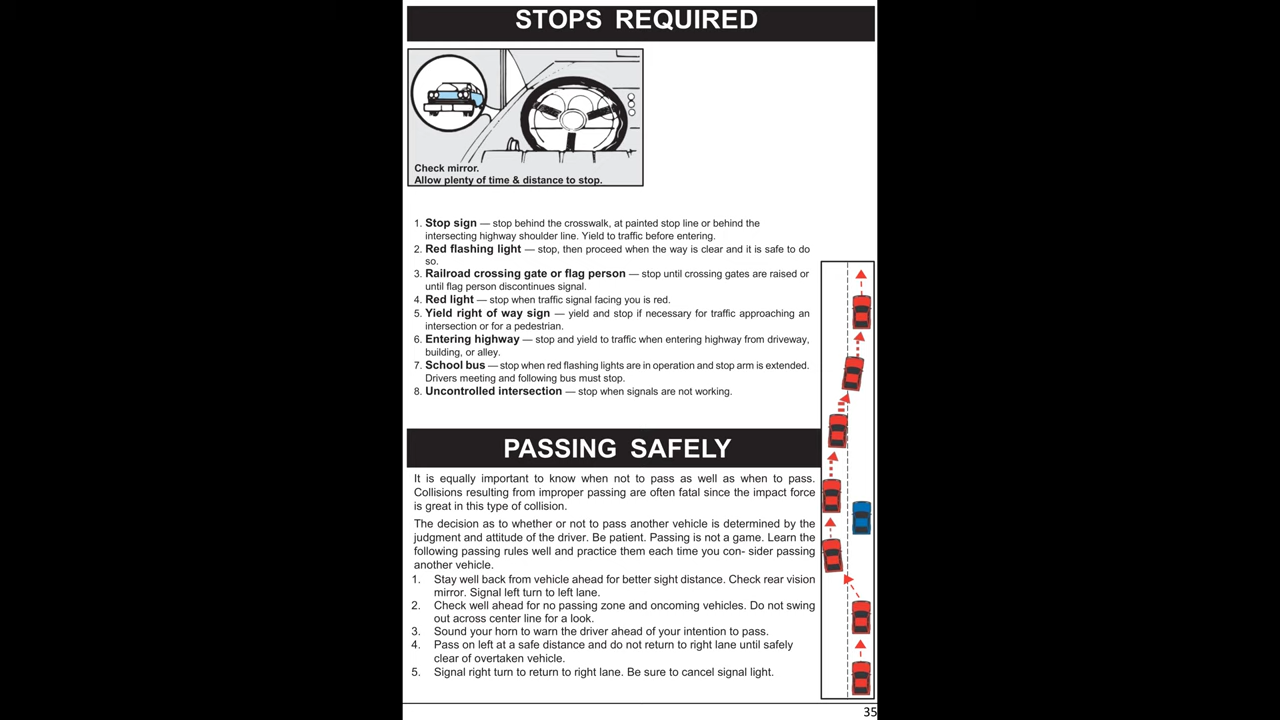 STOPS REQUIRED
Check mirror.
Allow plenty of time & distance to stop.
1. Stop sign — stop behind the crosswalk, at painted stop line or behind the
intersecting highway shoulder line. Yield to traffic before entering.
2. Red flashing light — stop, then proceed when the way is clear and it is safe to do
so.
3. Railroad crossing gate or flag person — stop until crossing gates are raised or
until flag person discontinues signal.
4. Red light — stop when traffic signal facing you is red.
5. Yield right of way sign — yield and stop if necessary for traffic approaching an
intersection or for a pedestrian.
6. Entering highway — stop and yield to traffic when entering highway from driveway,
building, or alley.
7. School bus — stop when red flashing lights are in operation and stop arm is extended.
Drivers meeting and following bus must stop.
8. Uncontrolled intersection — stop when signals are not working.
PASSING SAFELY
It is equally important to know when not to pass as well as when to pass.
Collisions resulting from improper passing are often fatal since the impact force
is great in this type of collision.
The decision as to whether or not to pass another vehicle is determined by the
judgment and attitude of the driver. Be patient. Passing is not a game. Learn the
following passing rules well and practice them each time you con- sider passing
another vehicle.
1. Stay well back from vehicle ahead for better sight distance. Check rear vision
mirror. Signal left turn to left lane.
2. Check well ahead for no passing zone and oncoming vehicles. Do not swing
out across center line for a look.
3. Sound your horn to warn the driver ahead of your intention to pass.
4. Pass on left at a safe distance and do not return to right lane until safely
clear of overtaken vehicle.
5. Signal right turn to return to right lane. Be sure to cancel signal light.
35